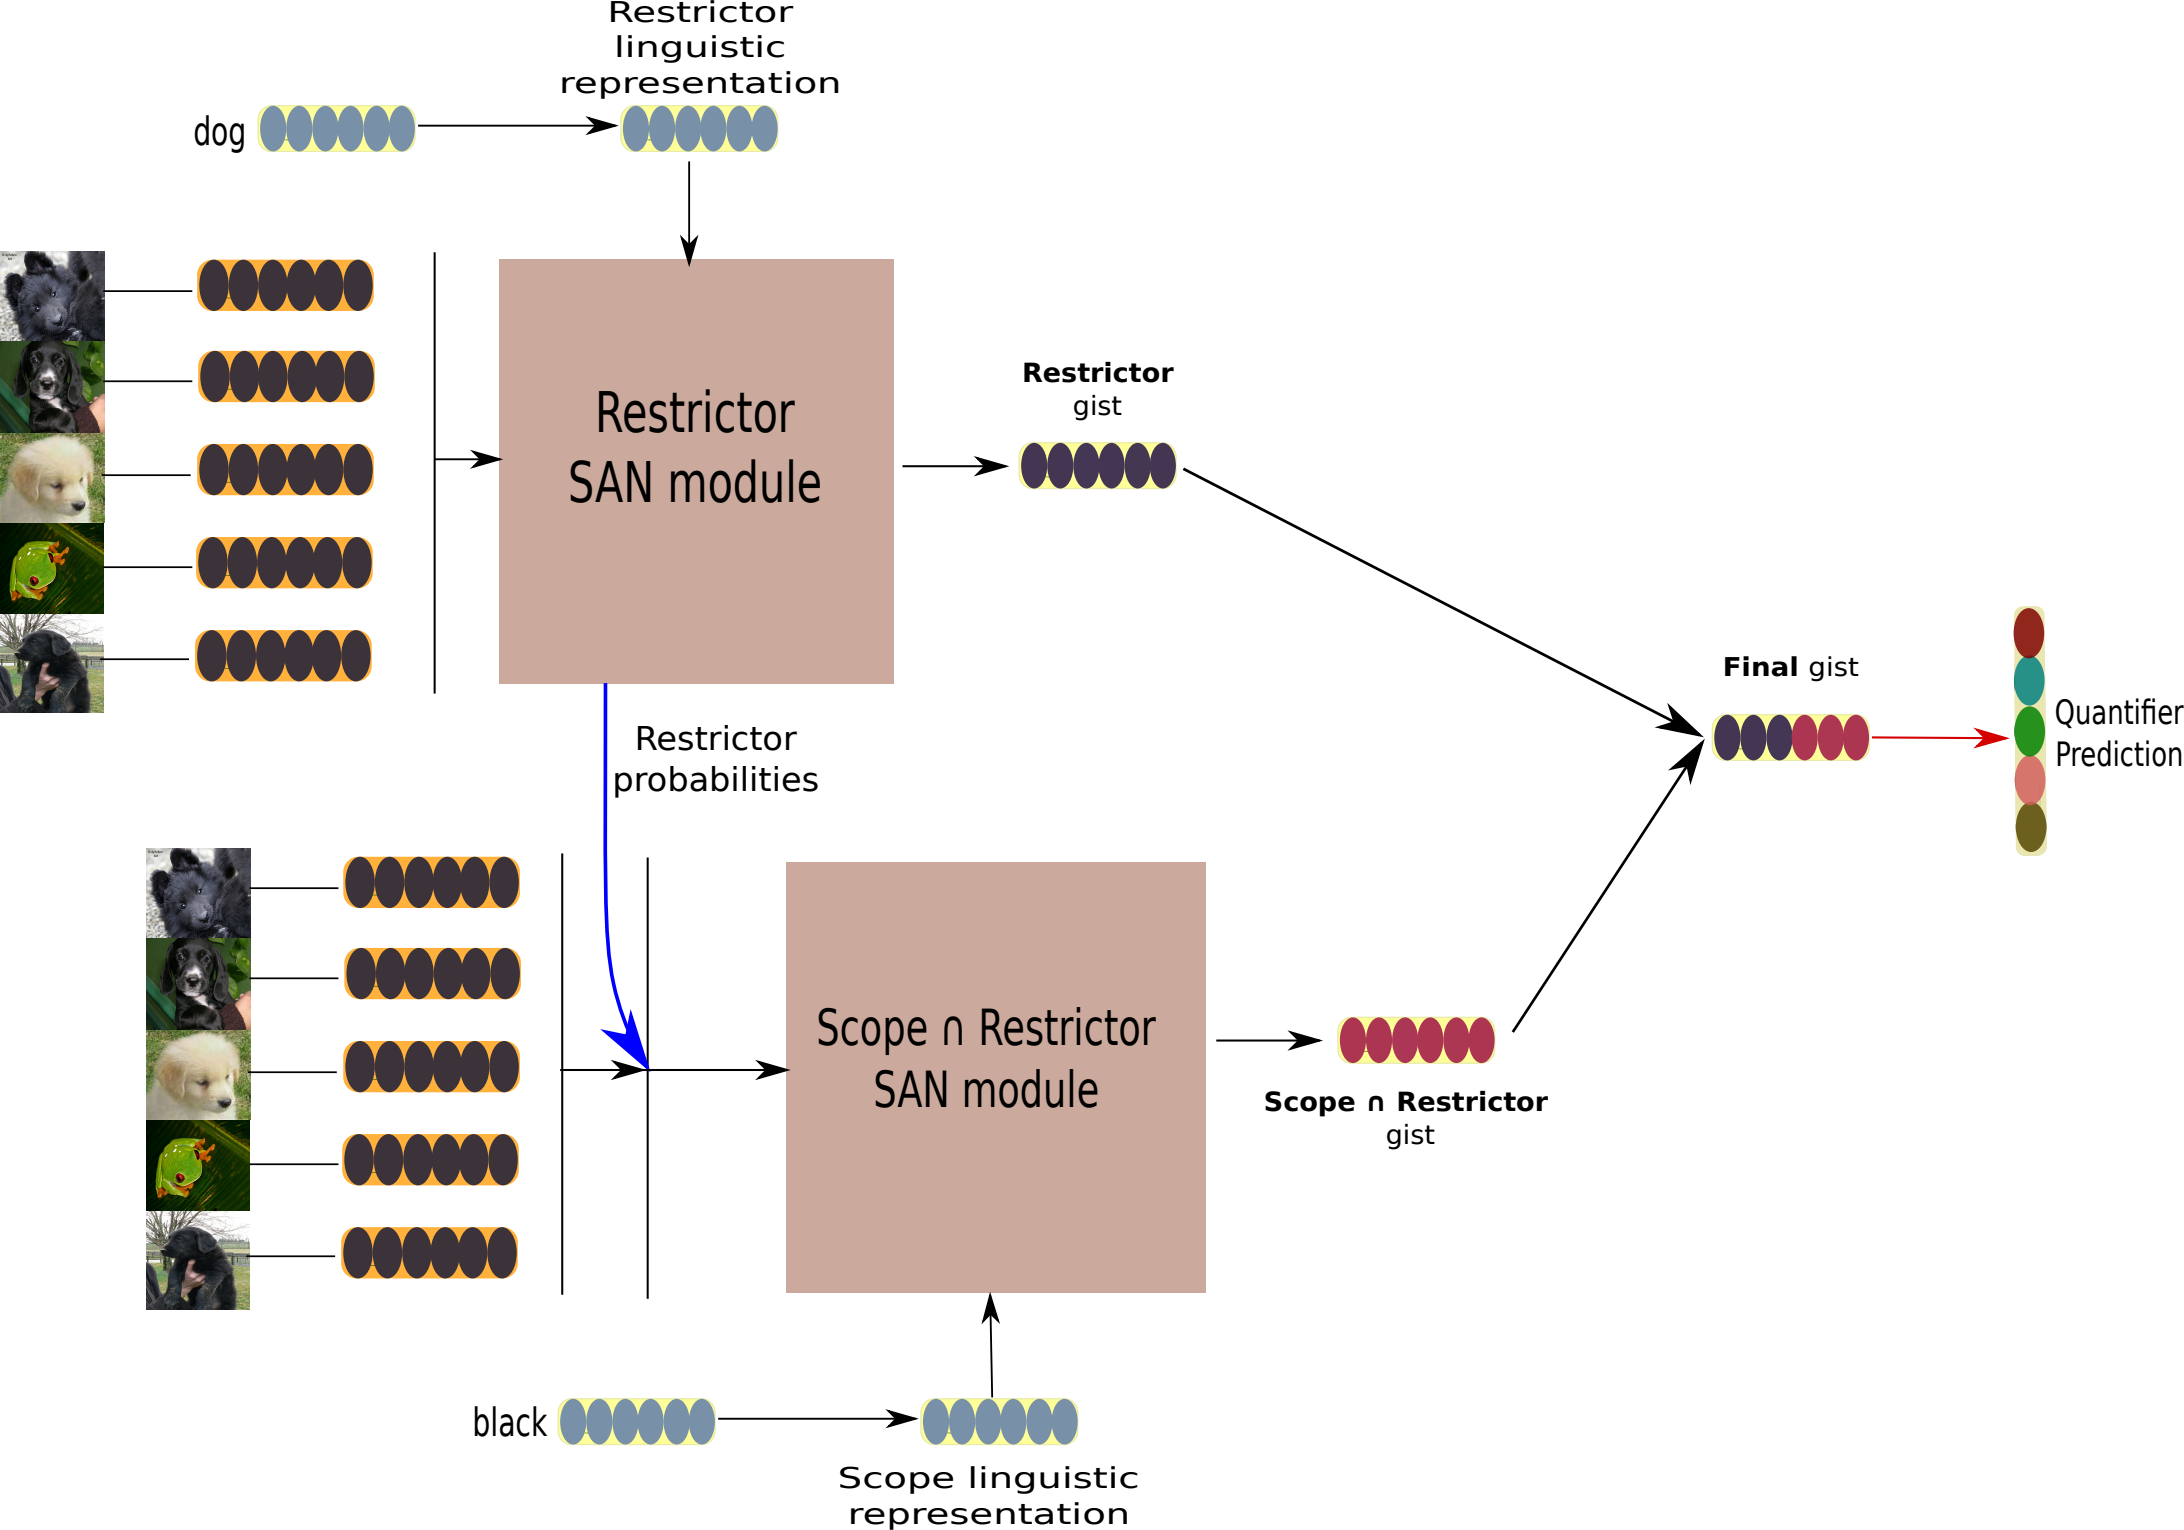 Restrictor
linguistic
representation
dog
Restrictor
SAN module
Restrictor
gist
Final gist
Quantifier
Prediction
Restrictor
probabilities
Scope ∩ Restrictor
SAN module
Scope ∩ Restrictor
gist
black
Scope linguistic
representation